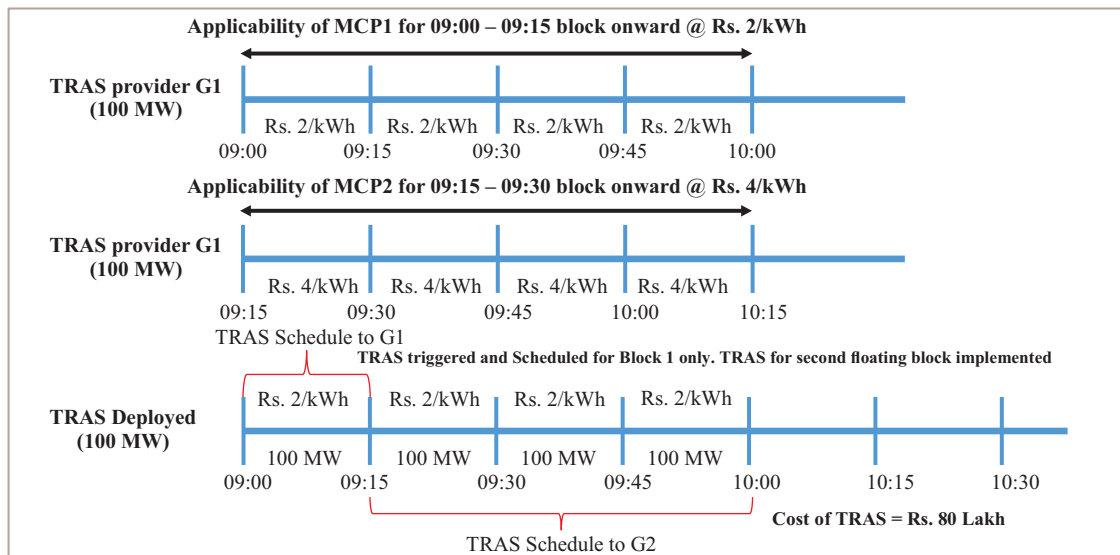 Applicability of MCP1 for 09:00 – 09:15 block onward @ Rs. 2/kWh
TRAS provider G1
(100 MW)
Rs. 2/kWh Rs. 2/kWh Rs. 2/kWh Rs. 2/kWh
09:00 09:15 09:30 09:45 10:00
Applicability of MCP2 for 09:15 – 09:30 block onward @ Rs. 4/kWh
TRAS provider G1
(100 MW)
Rs. 4/kWh Rs. 4/kWh Rs. 4/kWh Rs. 4/kWh
09:15 09:30 09:45 10:00 10:15
TRAS Schedule to G1
TRAS triggered and Scheduled for Block 1 only. TRAS for second floating block implemented
Rs. 2/kWh Rs. 2/kWh Rs. 2/kWh Rs. 2/kWh
TRAS Deployed
(100 MW)
100 MW 100 MW 100 MW 100 MW
09:00 09:15 09:30 09:45 10:00 10:15 10:30
Cost of TRAS = Rs. 80 Lakh
TRAS Schedule to G2